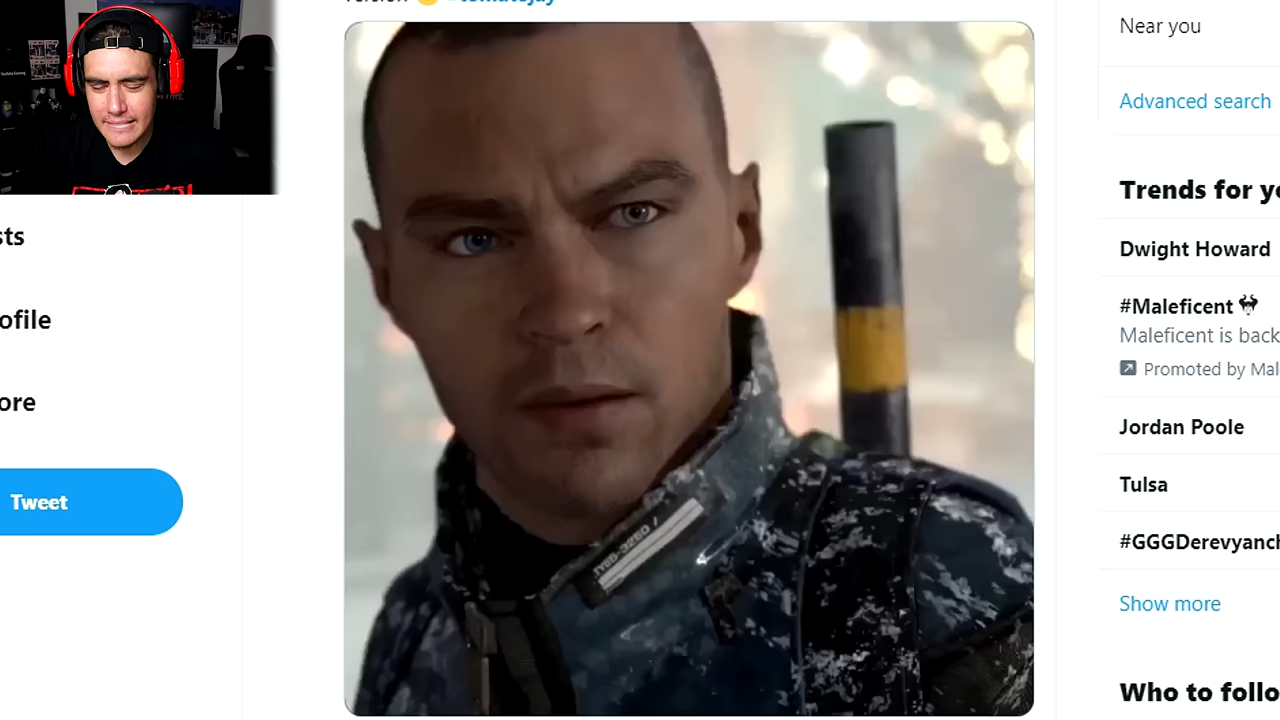 #tomatojay
Near you
Advanced search
Trends for yo
Dwight Howard
#Maleficent
Maleficent is back
Promoted by Mal
Jordan Poole
Tulsa
#GGGDerevyanch
Show more
Who to follo
sts
ofile
ore
Tweet